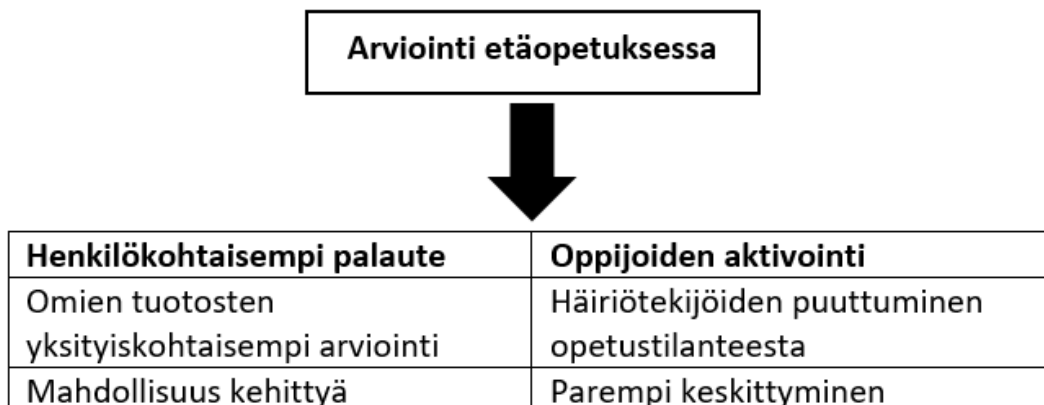 Arviointi etäopetuksessa
Henkilökohtaisempi palaute
Oppijoiden aktivointi
Omien tuotosten
yksityiskohtaisempi arviointi
Häiriötekijöiden puuttuminen
opetustilanteesta
Mahdollisuus kehittyä
Parempi keskittyminen